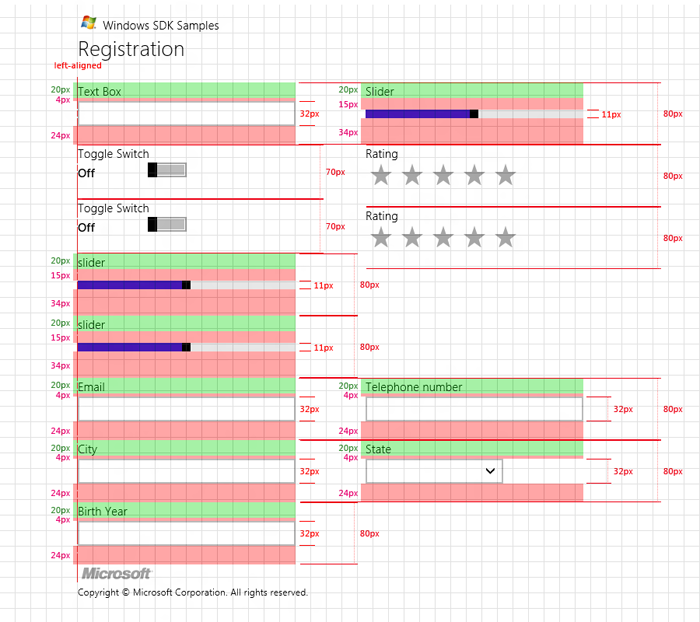 Windows SDK Samples
Registration
left-aligned
20px Text Box 20px Slider
4px 15px
32px 11px 80px
24px 34px
Toggle Switch Rating
Off 70px 80px
Toggle Switch Rating
Off 70px 80px
20px slider
15px
11px 80px
34px
20px slider
15px
11px 80px
34px
20px Email 20px Telephone number
4px 4px
32px 32px 80px
24px 24px
20px City 20px State
4px 4px
32px 32px 80px
24px 24px
20px Birth Year
4px
32px 80px
24px
Microsoft
Copyright © Microsoft Corporation. All rights reserved.